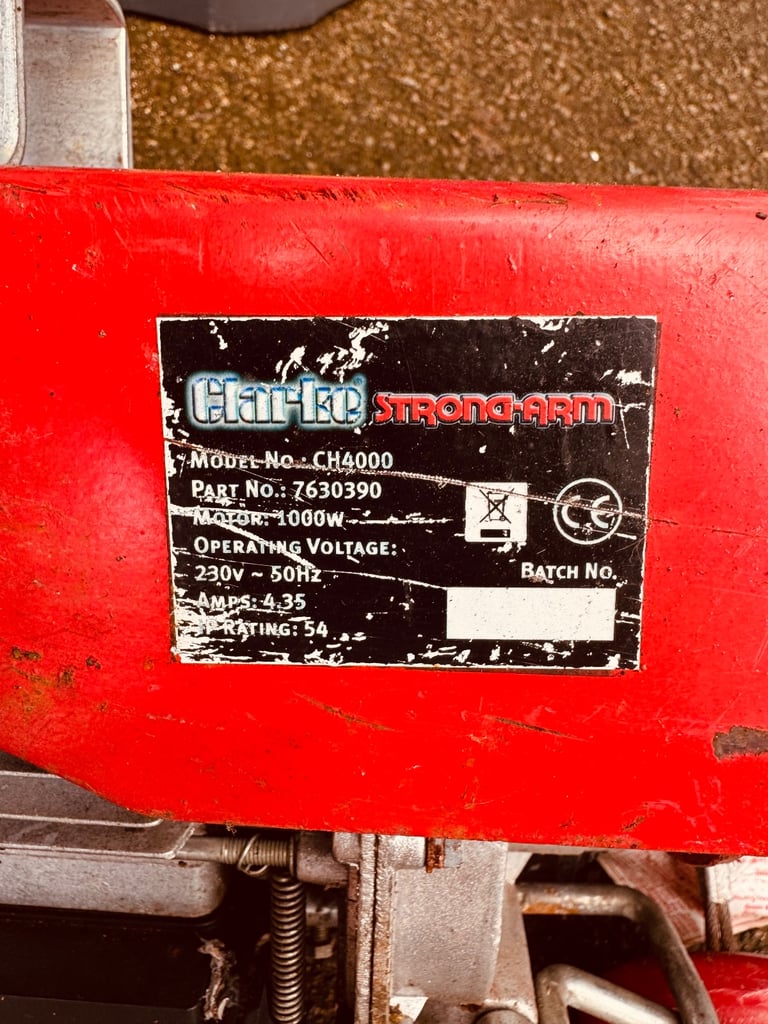 Clarke® STRONG-ARM
MODEL NO.: CH4000
PART NO.: 7630390
MOTOR: 1000W
OPERATING VOLTAGE:
230V ~ 50HZ
AMPS: 4.35
IP RATING: 54
CE
BATCH NO.